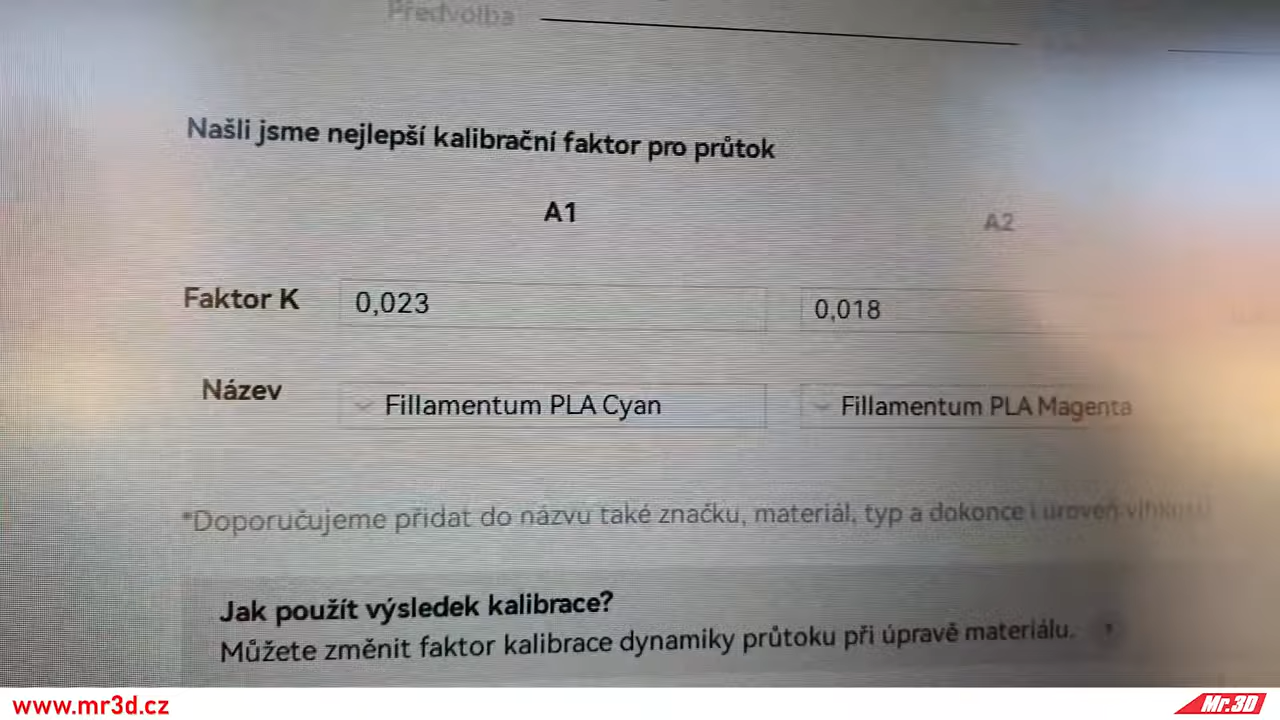 Předvolba
Našli jsme nejlepší kalibrační faktor pro průtok
A1 A2
Faktor K 0,023 0,018
Název Fillamentum PLA Cyan Fillamentum PLA Magenta
*Doporučujeme přidat do názvu také značku, materiál, typ a dokonce i úroveň vlhkosti
Jak použít výsledek kalibrace?
Můžete změnit faktor kalibrace dynamiky průtoku při úpravě materiálu.
www.mr3d.cz Mr.3D